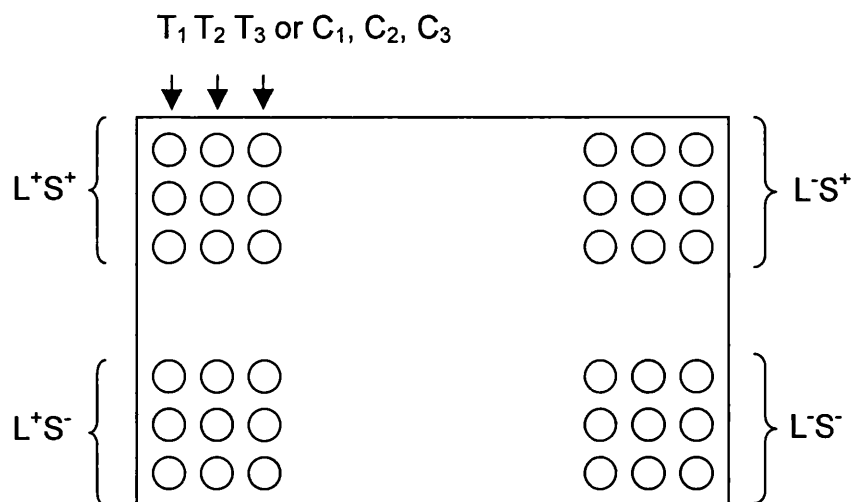 T₁ T₂ T₃ or C₁, C₂, C₃
L⁺S⁺
L⁻S⁺
L⁺S⁻
L⁻S⁻